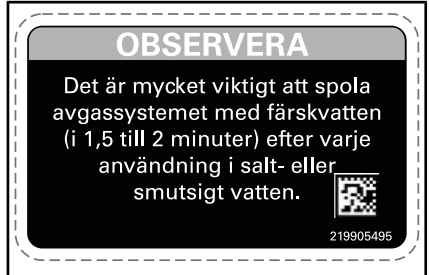 OBSERVERA
Det är mycket viktigt att spola
avgassystemet med färskvatten
(i 1,5 till 2 minuter) efter varje
användning i salt- eller
smutsigt vatten.
219905495